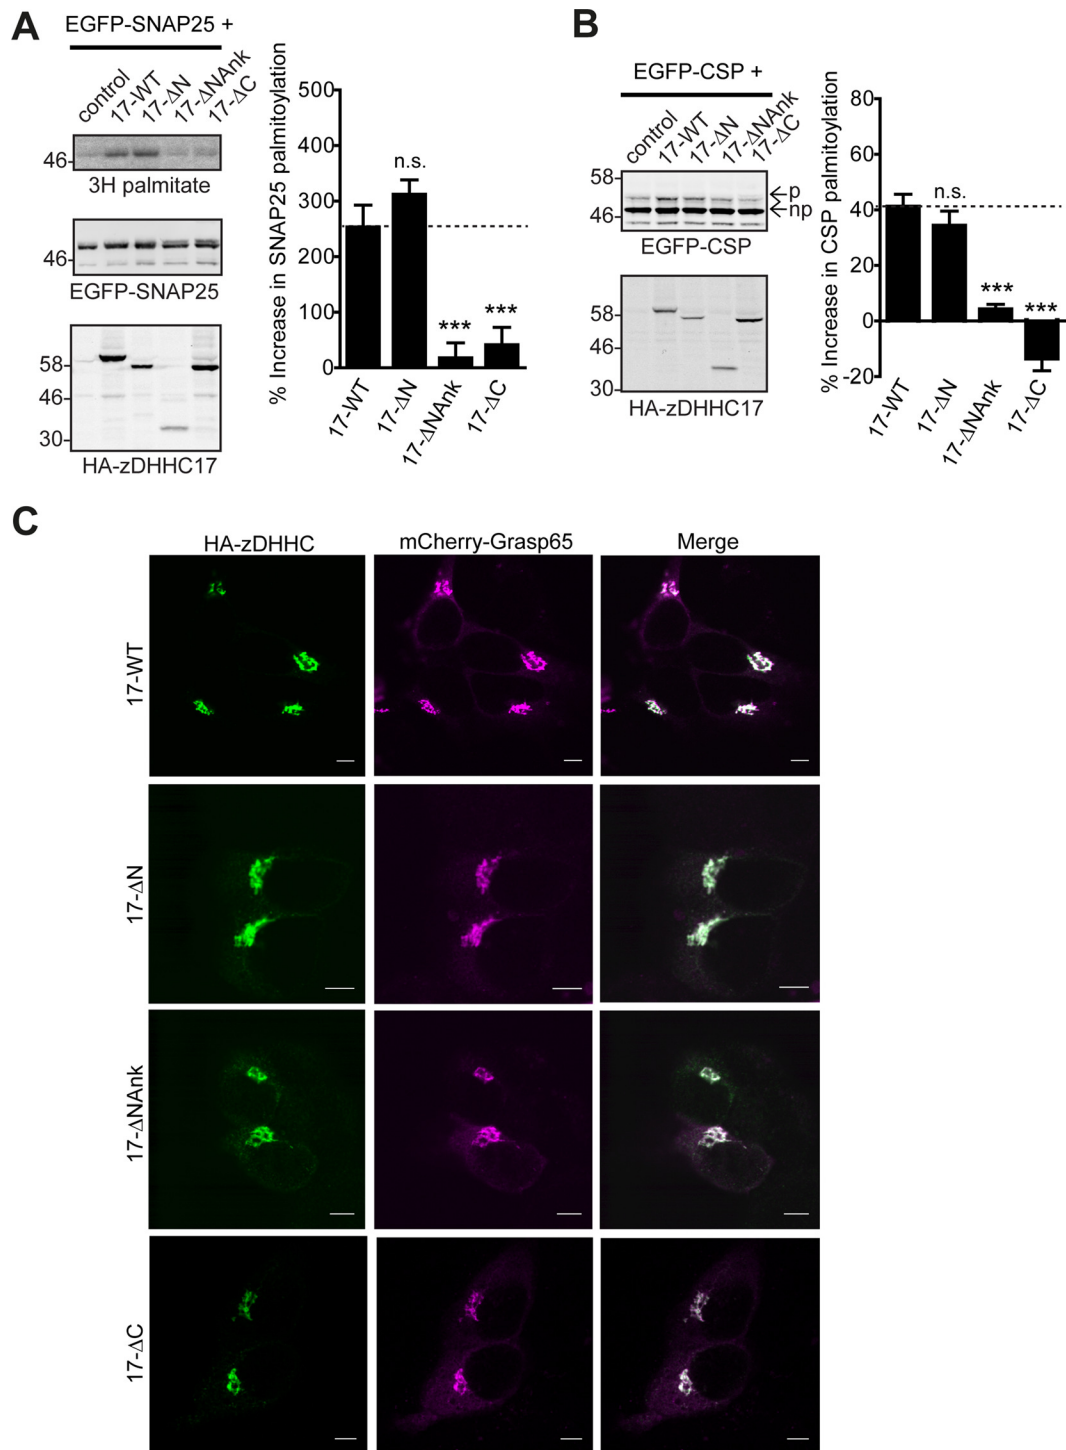 A
EGFP-SNAP25 +
control
17-WT
17-ΔN
17-ΔNAnk
17-ΔC
46
3H palmitate
46
EGFP-SNAP25
58
46
30
HA-zDHHC17
% Increase in SNAP25 palmitoylation
500
400
300
200
100
0
n.s.
***
***
17-WT
17-ΔN
17-ΔNAnk
17-ΔC
B
EGFP-CSP +
control
17-WT
17-ΔN
17-ΔNAnk
17-ΔC
58
46
p
np
EGFP-CSP
58
46
30
HA-zDHHC17
% Increase in CSP palmitoylation
80
60
40
20
0
-20
n.s.
***
***
17-WT
17-ΔN
17-ΔNAnk
17-ΔC
C
HA-zDHHC
mCherry-Grasp65
Merge
17-WT
17-ΔN
17-ΔNAnk
17-ΔC